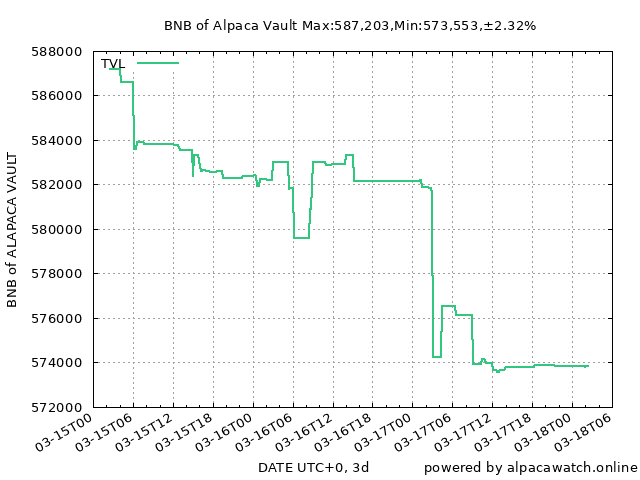 BNB of Alpaca Vault Max:587,203,Min:573,553,±2.32%
TVL
BNB of ALAPACA VAULT
588000
586000
584000
582000
580000
578000
576000
574000
572000
03-15T00
03-15T06
03-15T12
03-15T18
03-16T00
03-16T06
03-16T12
03-16T18
03-17T00
03-17T06
03-17T12
03-17T18
03-18T00
03-18T06
DATE UTC+0, 3d
powered by alpacawatch.online